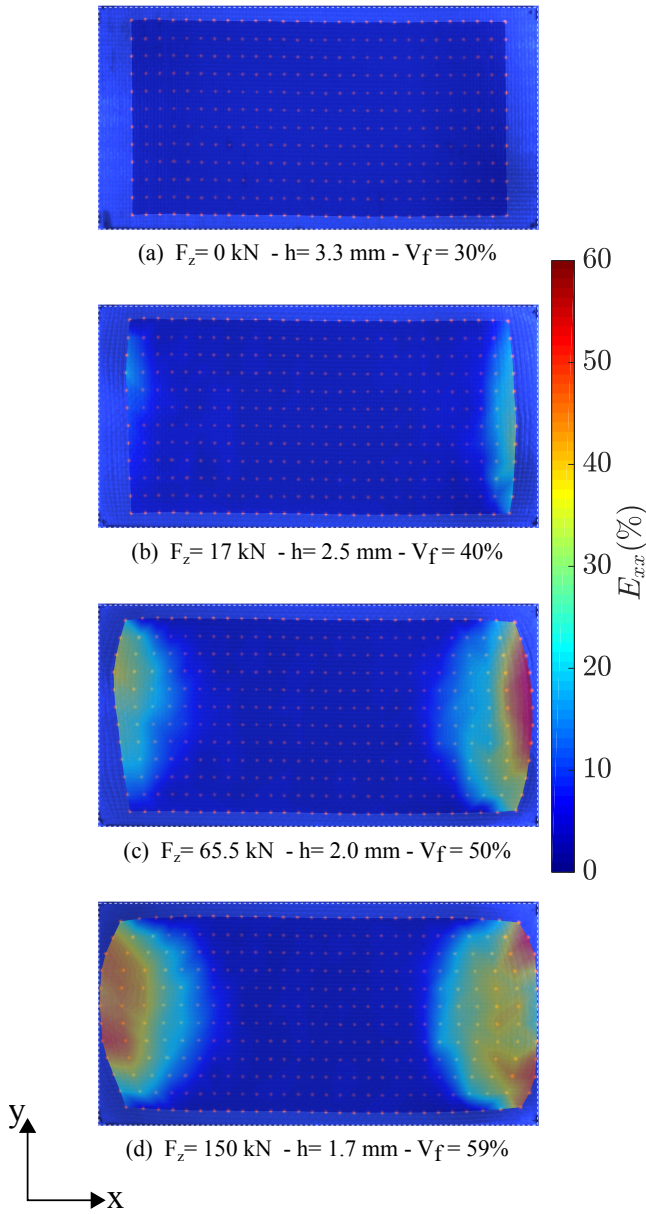 (a) F_z= 0 kN - h= 3.3 mm - V_f = 30%
60
50
(b) F_z= 17 kN - h= 2.5 mm - V_f = 40%
40
30
E_xx(%)
20
10
(c) F_z= 65.5 kN - h= 2.0 mm - V_f = 50%
0
y
(d) F_z= 150 kN - h= 1.7 mm - V_f = 59%
x